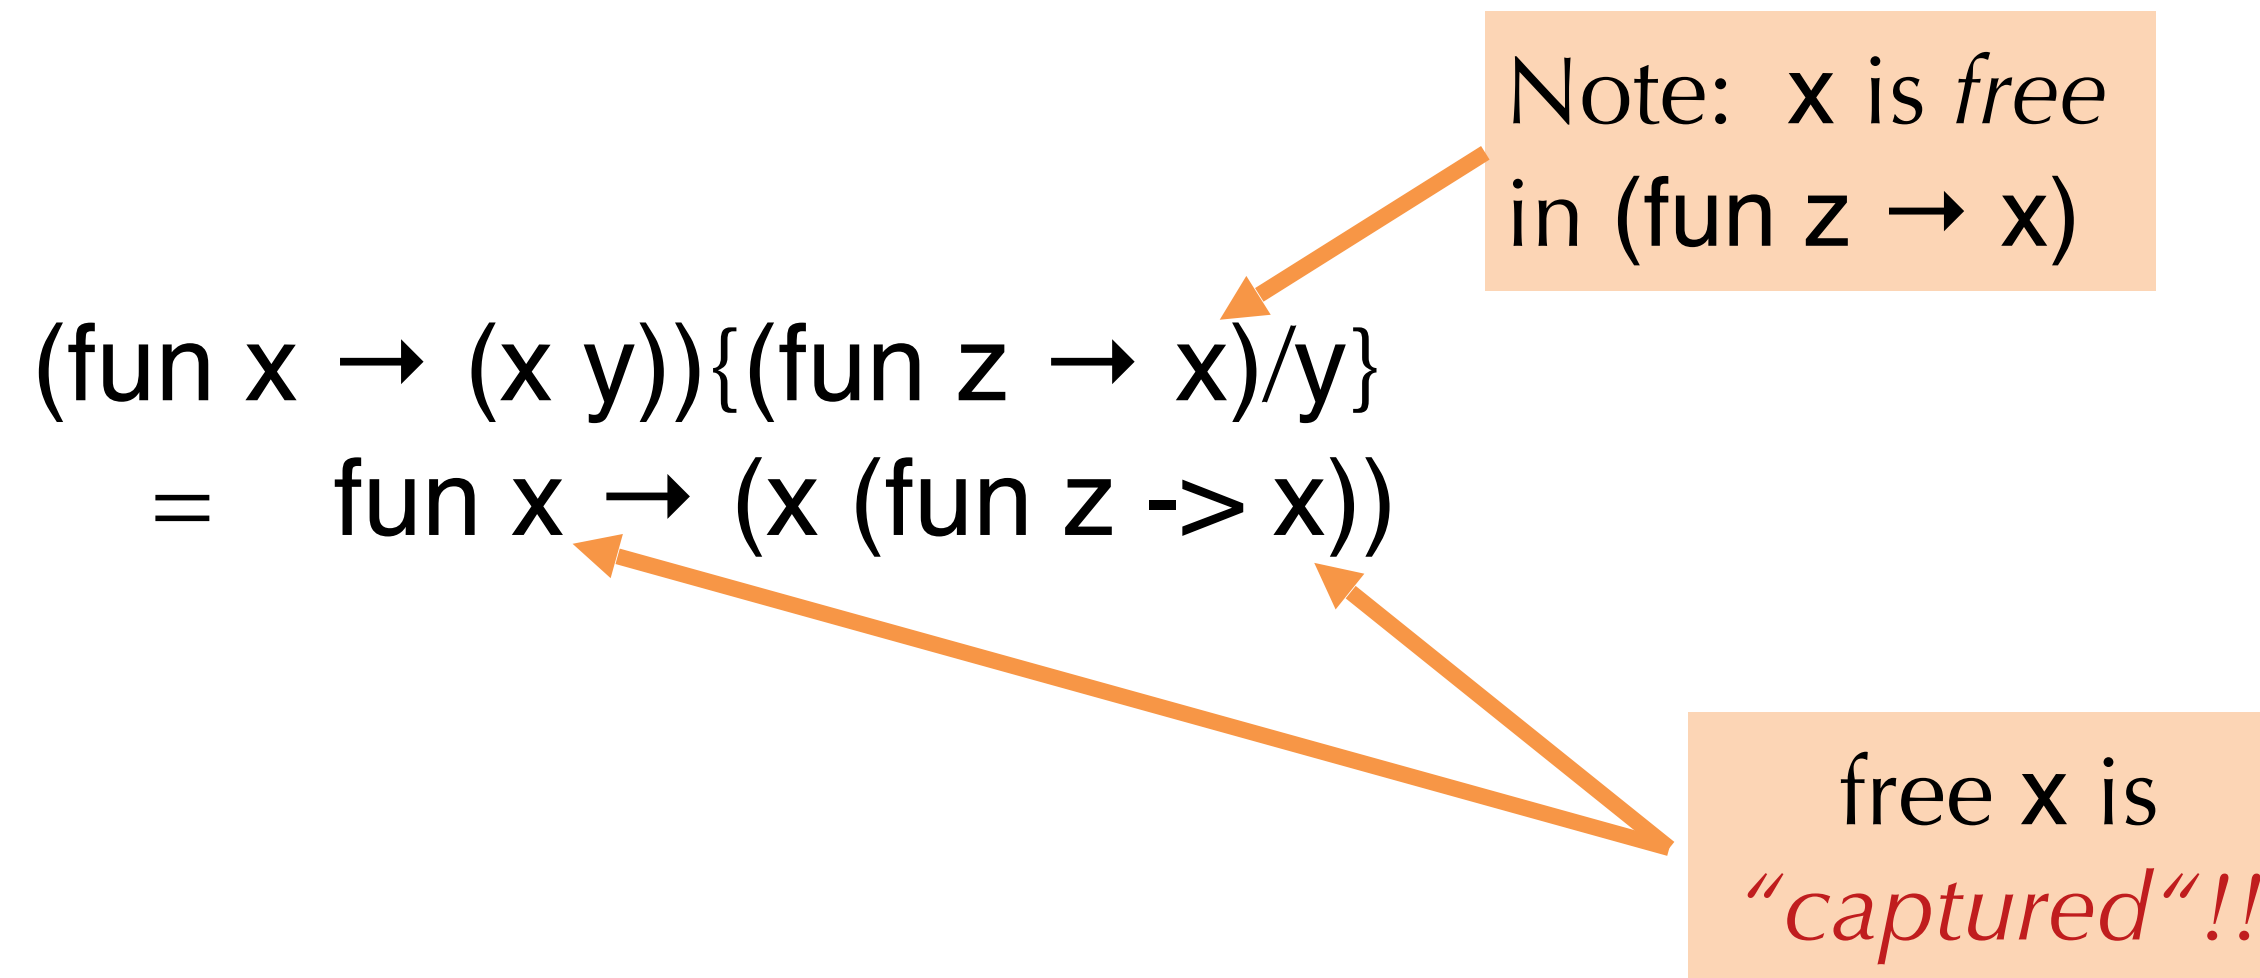 Note: x is free
in (fun z → x)
(fun x → (x y)){(fun z → x)/y}
= fun x → (x (fun z -> x))
free x is
“captured“!!